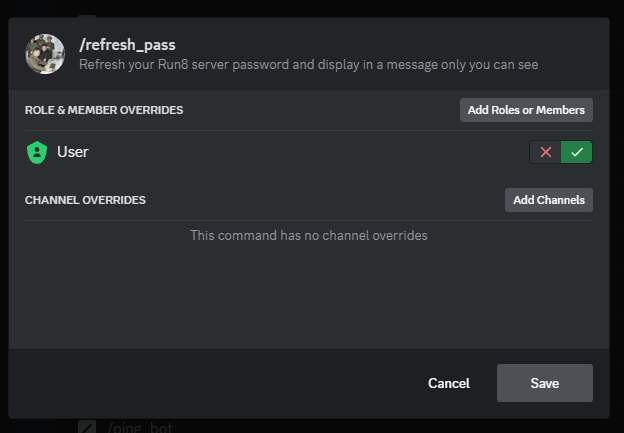 /refresh_pass
Refresh your Run8 server password and display in a message only you can see
ROLE & MEMBER OVERRIDES
Add Roles or Members
User
CHANNEL OVERRIDES
Add Channels
This command has no channel overrides
Cancel
Save
/ping_bot